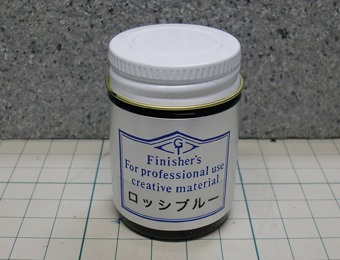 Finisher's
For professional use
creative material
ロッシブルー